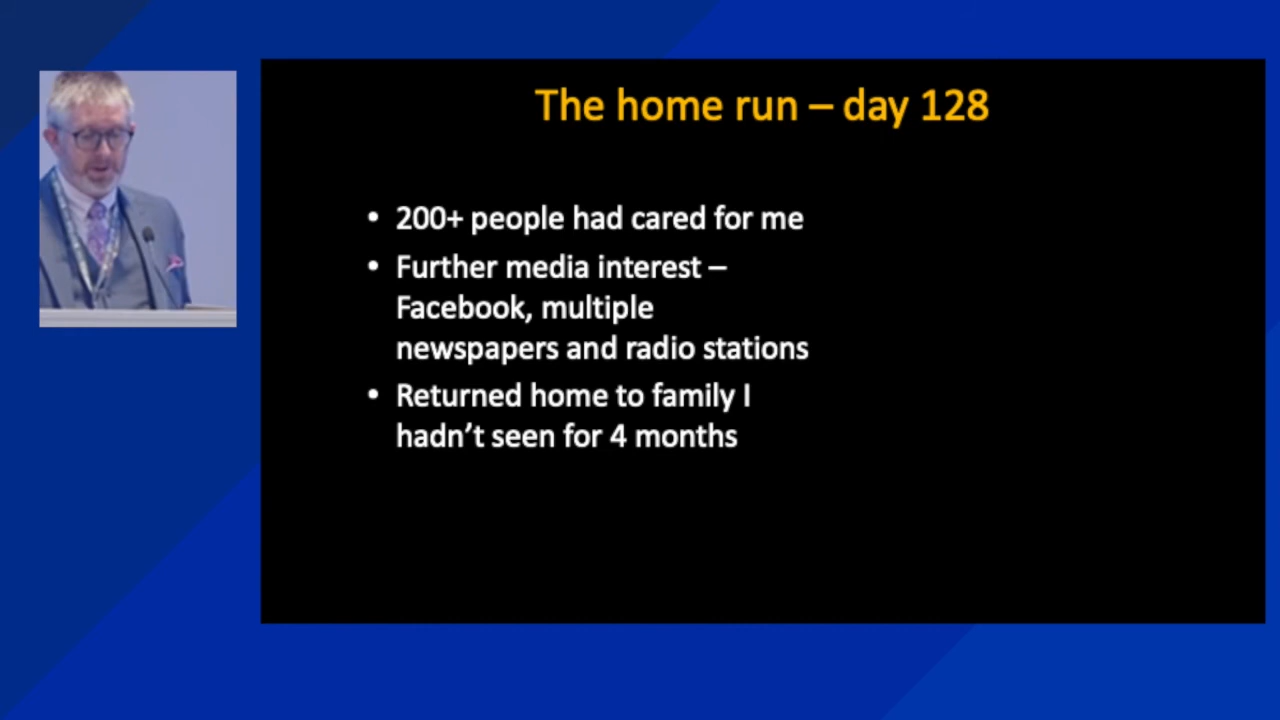 The home run – day 128
• 200+ people had cared for me
• Further media interest –
Facebook, multiple
newspapers and radio stations
• Returned home to family I
hadn’t seen for 4 months